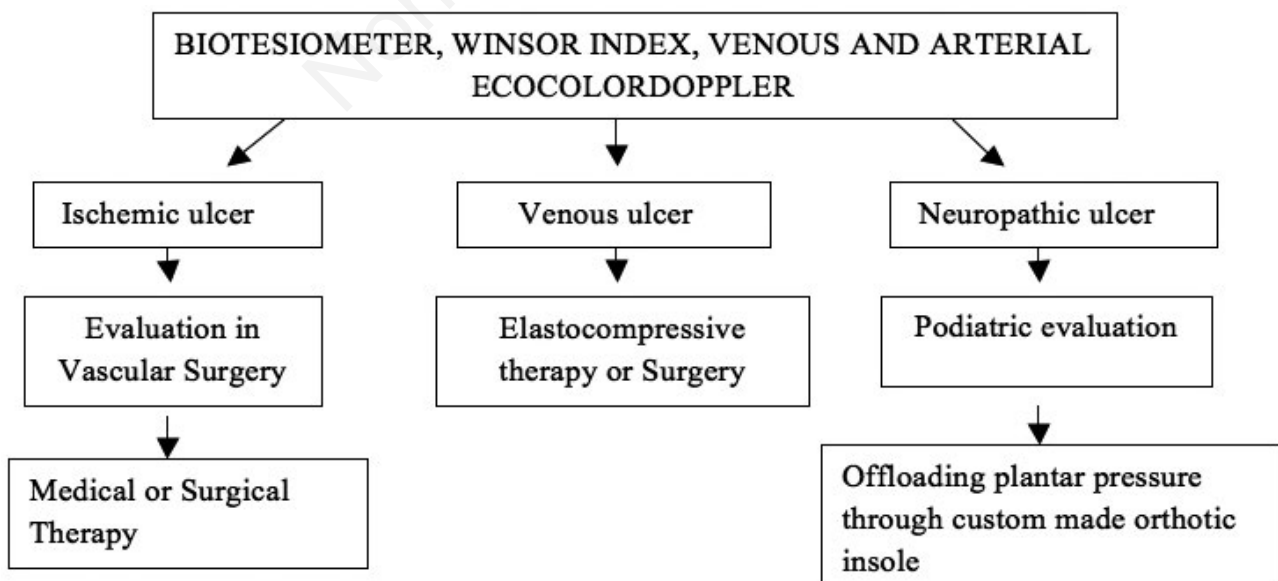 BIOTESIOMETER, WINSOR INDEX, VENOUS AND ARTERIAL
ECOCOLORDOPPLER
Ischemic ulcer
Venous ulcer
Neuropathic ulcer
Evaluation in
Vascular Surgery
Elastocompressive
therapy or Surgery
Podiatric evaluation
Medical or Surgical
Therapy
Offloading plantar pressure
through custom made orthotic
insole